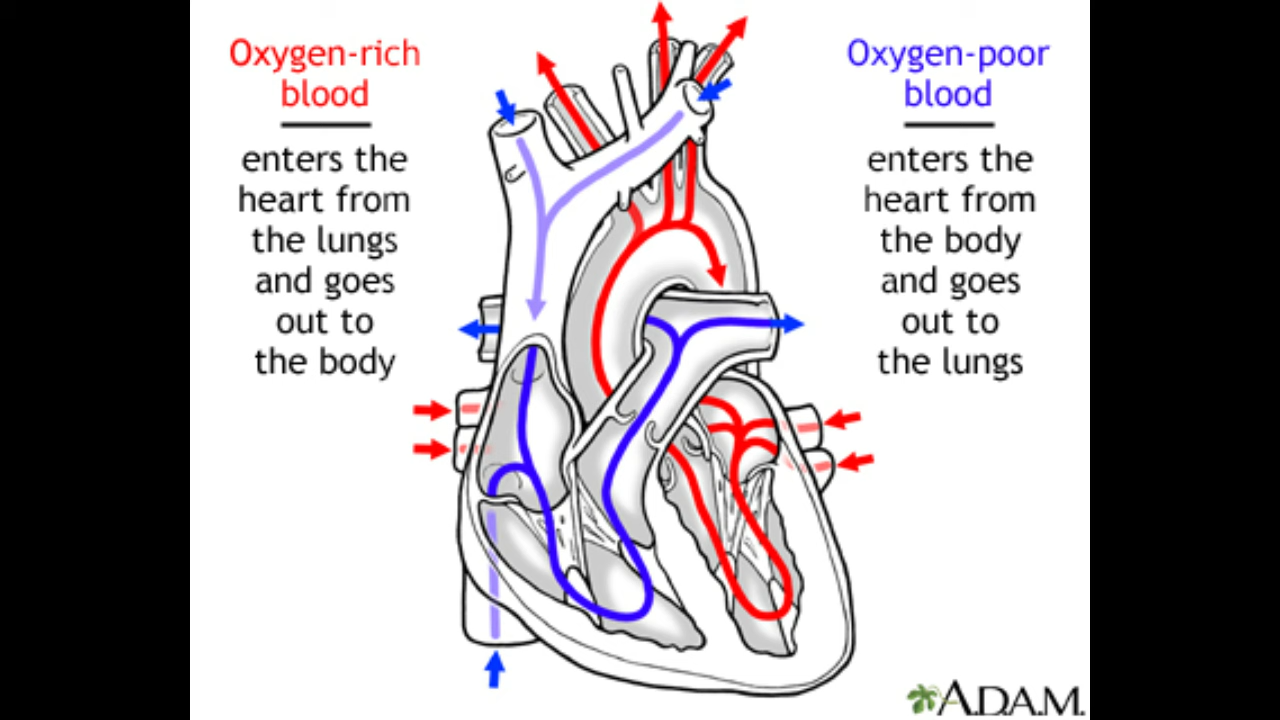 Oxygen-rich
blood
enters the
heart from
the lungs
and goes
out to
the body
Oxygen-poor
blood
enters the
heart from
the body
and goes
out to
the lungs
A.D.A.M.